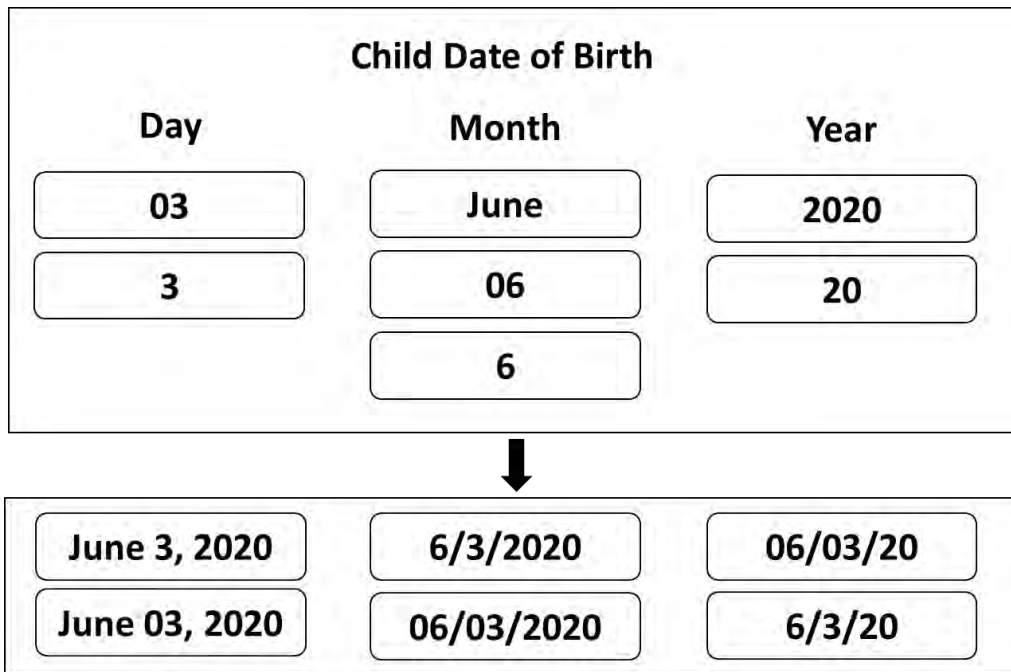 Child Date of Birth
Day Month Year
03 June 2020
3 06 20
6
June 3, 2020 6/3/2020 06/03/20
June 03, 2020 06/03/2020 6/3/20